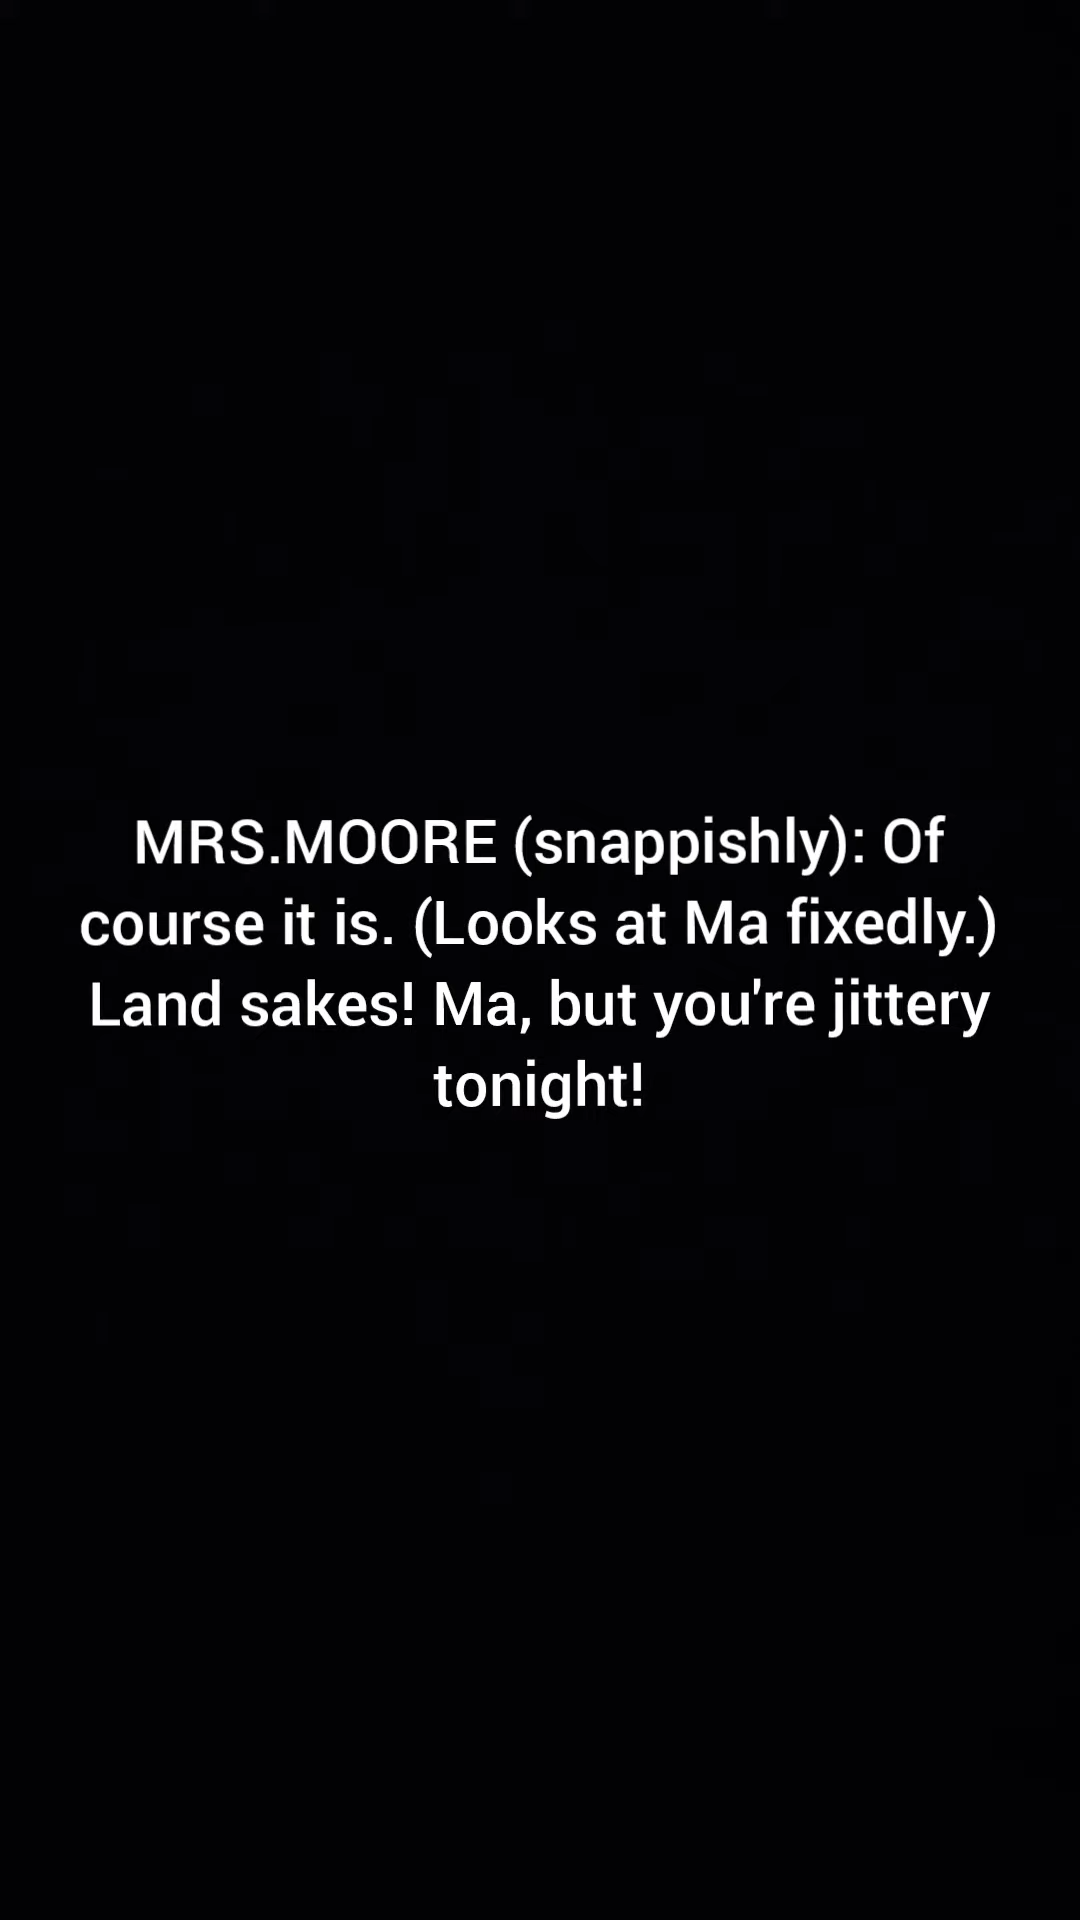 MRS.MOORE (snappishly): Of
course it is. (Looks at Ma fixedly.)
Land sakes! Ma, but you're jittery
tonight!